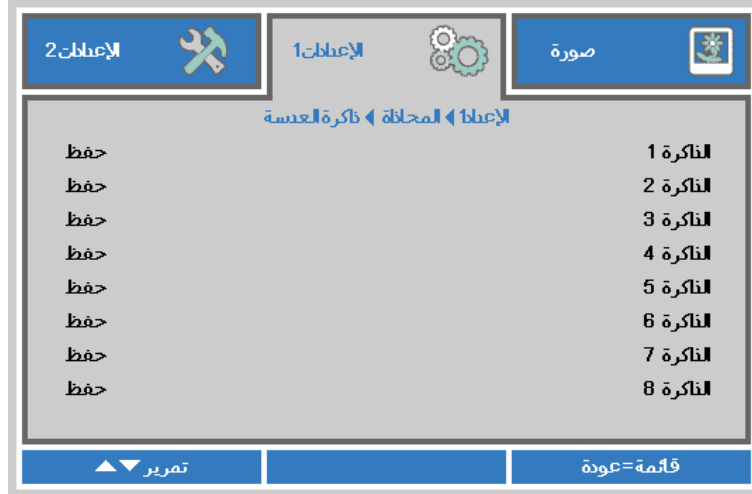 صورة
الإعدادات1
الإعدادات2
الإعداد1 ⏵ المحاذاة ⏵ ذاكرة العدسة
الذاكرة 1 حفظ
الذاكرة 2 حفظ
الذاكرة 3 حفظ
الذاكرة 4 حفظ
الذاكرة 5 حفظ
الذاكرة 6 حفظ
الذاكرة 7 حفظ
الذاكرة 8 حفظ
قائمة=عودة
تمرير ▼▲